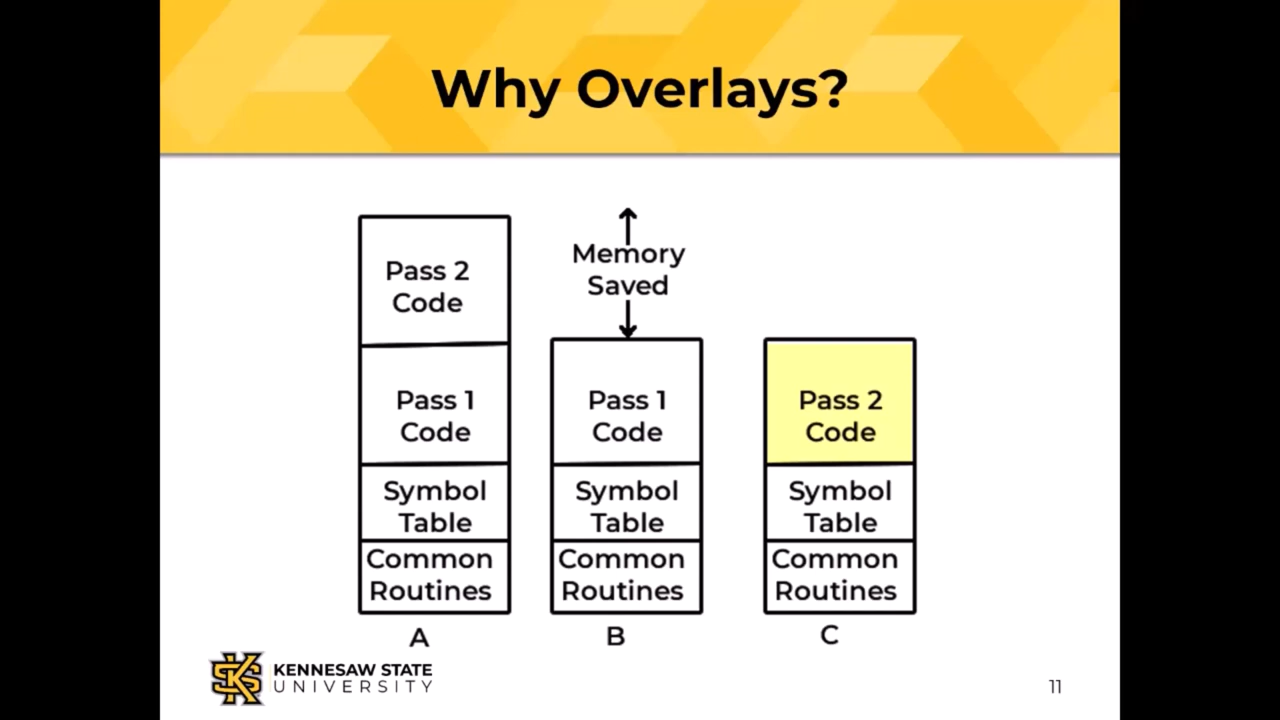 Why Overlays?
Pass 2
Code
Pass 1
Code
Symbol
Table
Common
Routines
A
Memory
Saved
Pass 1
Code
Symbol
Table
Common
Routines
B
Pass 2
Code
Symbol
Table
Common
Routines
C
KS
KENNESAW STATE
UNIVERSITY
11